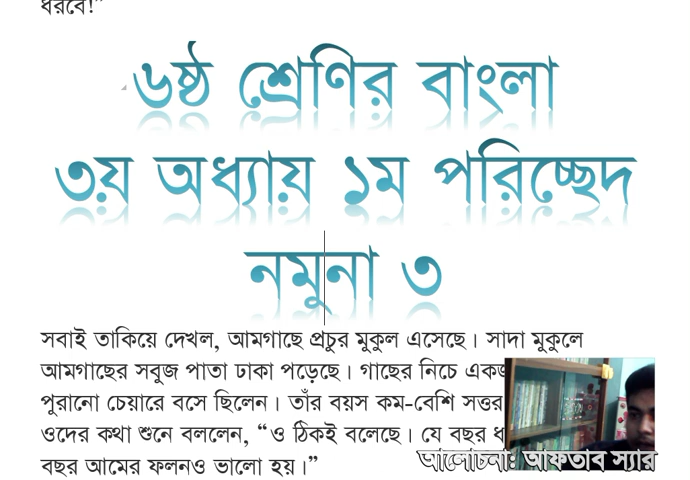 ধরবে!”
৬ষ্ঠ শ্রেণির বাংলা
৩য় অধ্যায় ১ম পরিচ্ছেদ
নমুনা ৩
সবাই তাকিয়ে দেখল, আমগাছে প্রচুর মুকুল এসেছে। সাদা মুকুলে
আমগাছের সবুজ পাতা ঢাকা পড়েছে। গাছের নিচে
পুরানো চেয়ারে বসে ছিলেন। তাঁর বয়স কম-বেশি সত্তর
ওদের কথা শুনে বললেন, “ও ঠিকই বলেছে। যে বছর
বছর আমের ফলনও ভালো হয়।”
আলোচনা: আফতাব স্যার